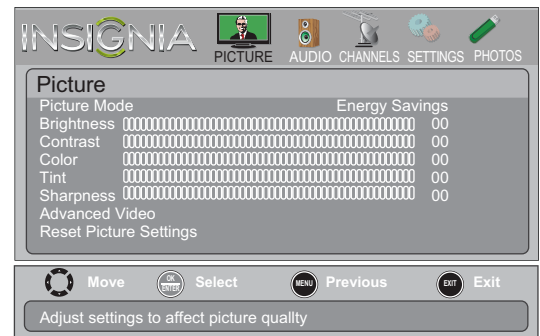 INSIGNIA PICTURE AUDIO CHANNELS SETTINGS PHOTOS
Picture
Picture Mode Energy Savings
Brightness 00
Contrast 00
Color 00
Tint 00
Sharpness 00
Advanced Video
Reset Picture Settings
Move OK ENTER Select MENU Previous EXIT Exit
Adjust settings to affect picture quallty